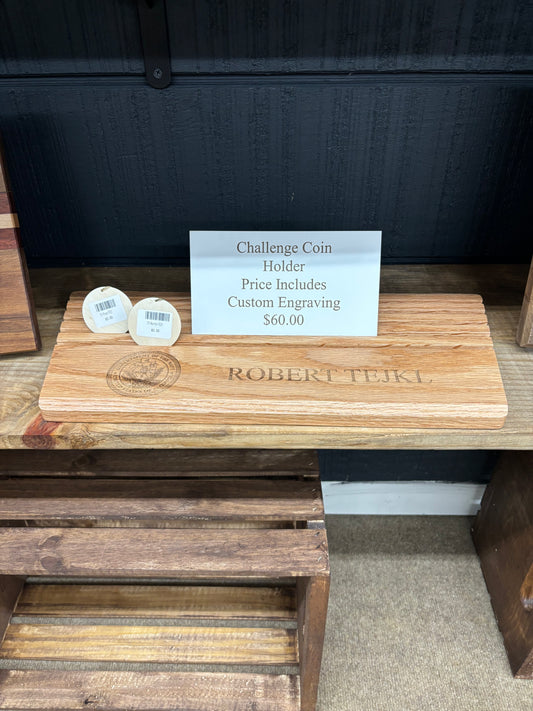 Challenge Coin
Holder
Price Includes
Custom Engraving
$60.00
ROBERT TEJKL